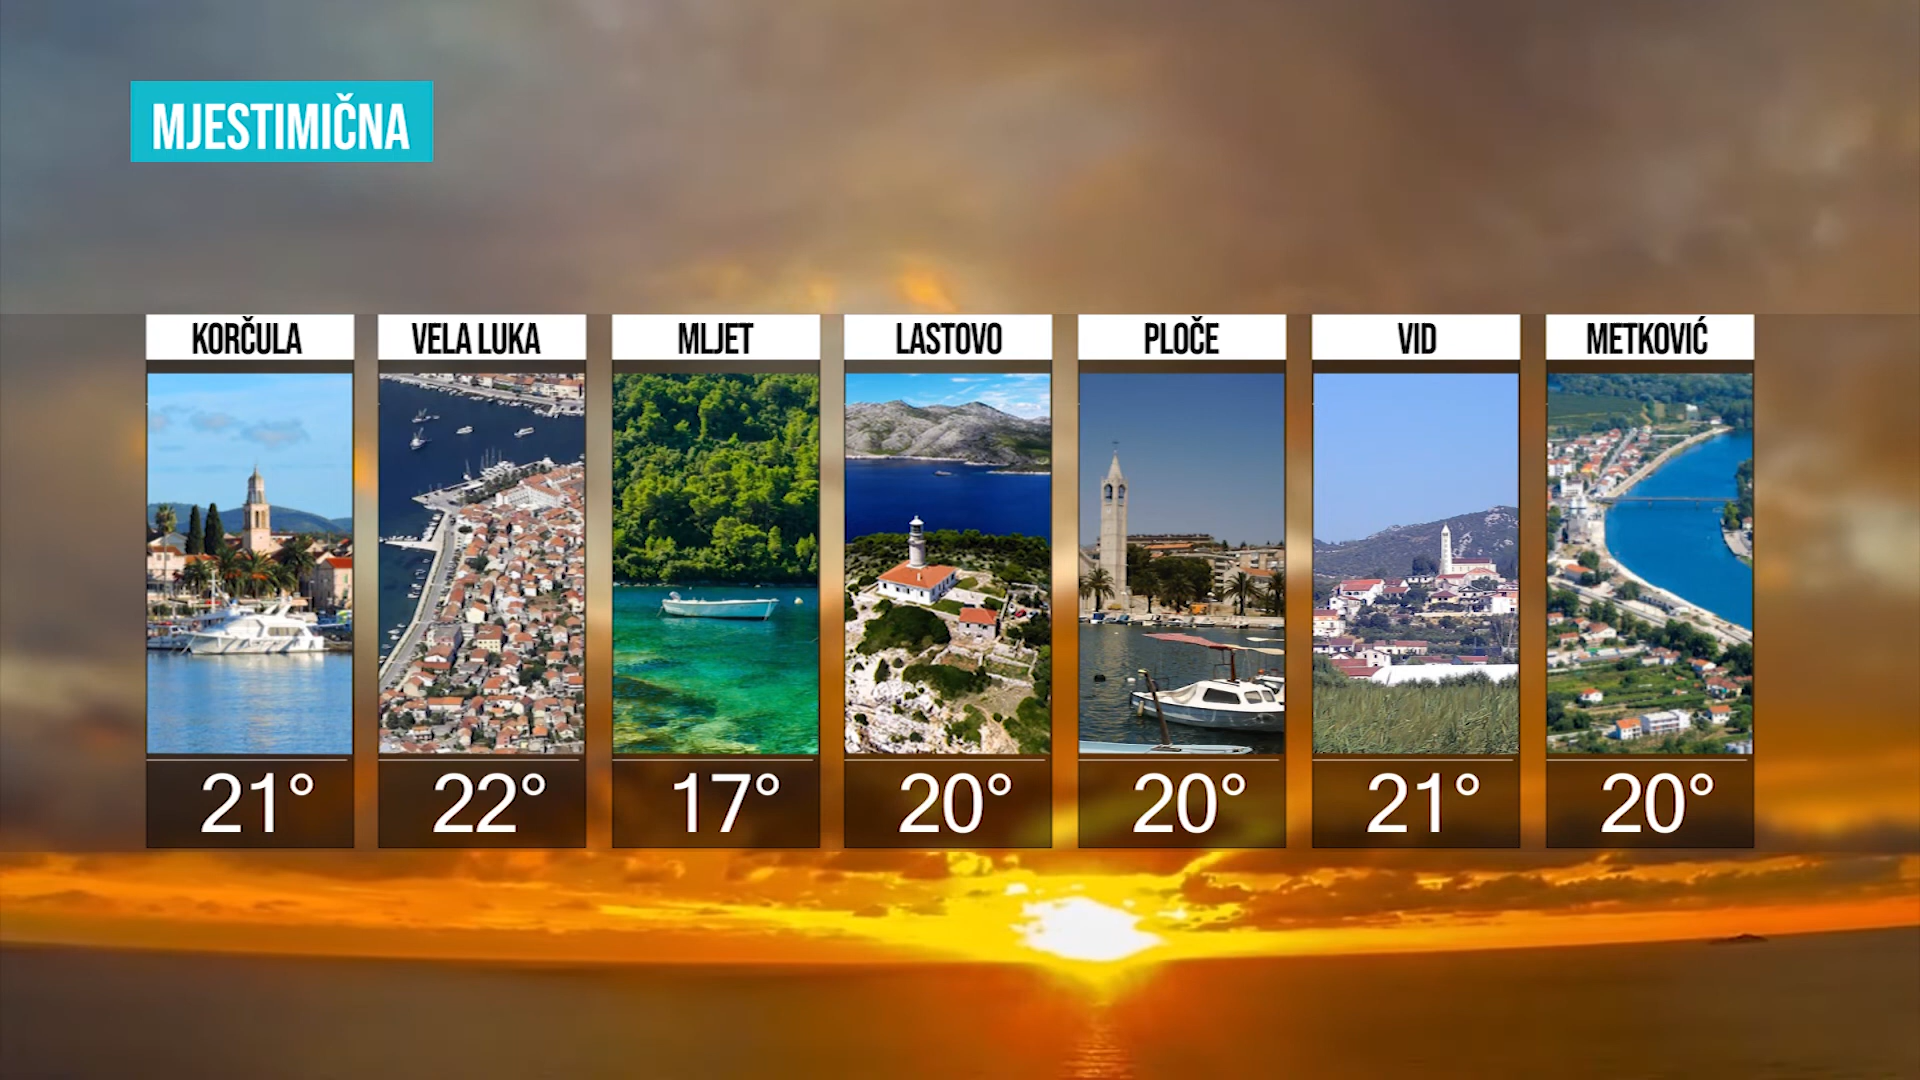 MJESTIMIČNA
KORČULA
VELA LUKA
MLJET
LASTOVO
PLOČE
VID
METKOVIĆ
21°
22°
17°
20°
20°
21°
20°